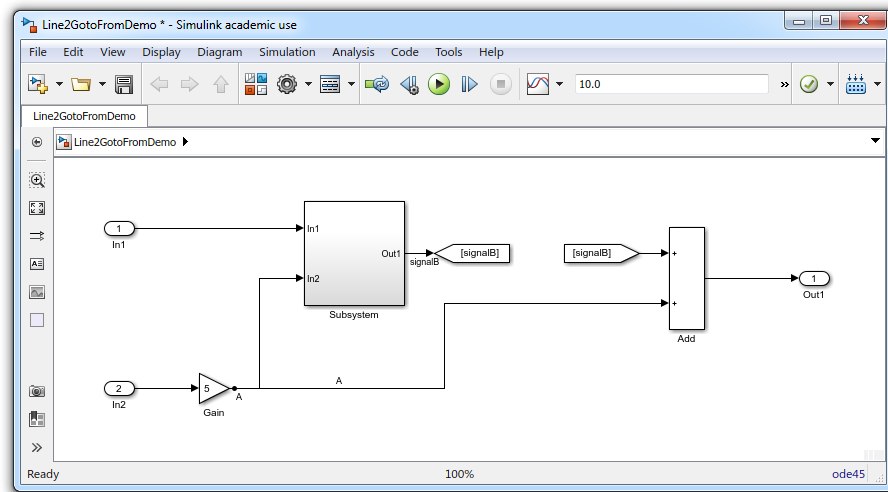 Line2GotoFromDemo * - Simulink academic use
File Edit View Display Diagram Simulation Analysis Code Tools Help
10.0
»
Line2GotoFromDemo
Line2GotoFromDemo
1
In1
In1
In2
Out1
Subsystem
signalB
[signalB]
[signalB]
+
+
Add
1
Out1
2
In2
5
Gain
A
A
Ready 100% ode45